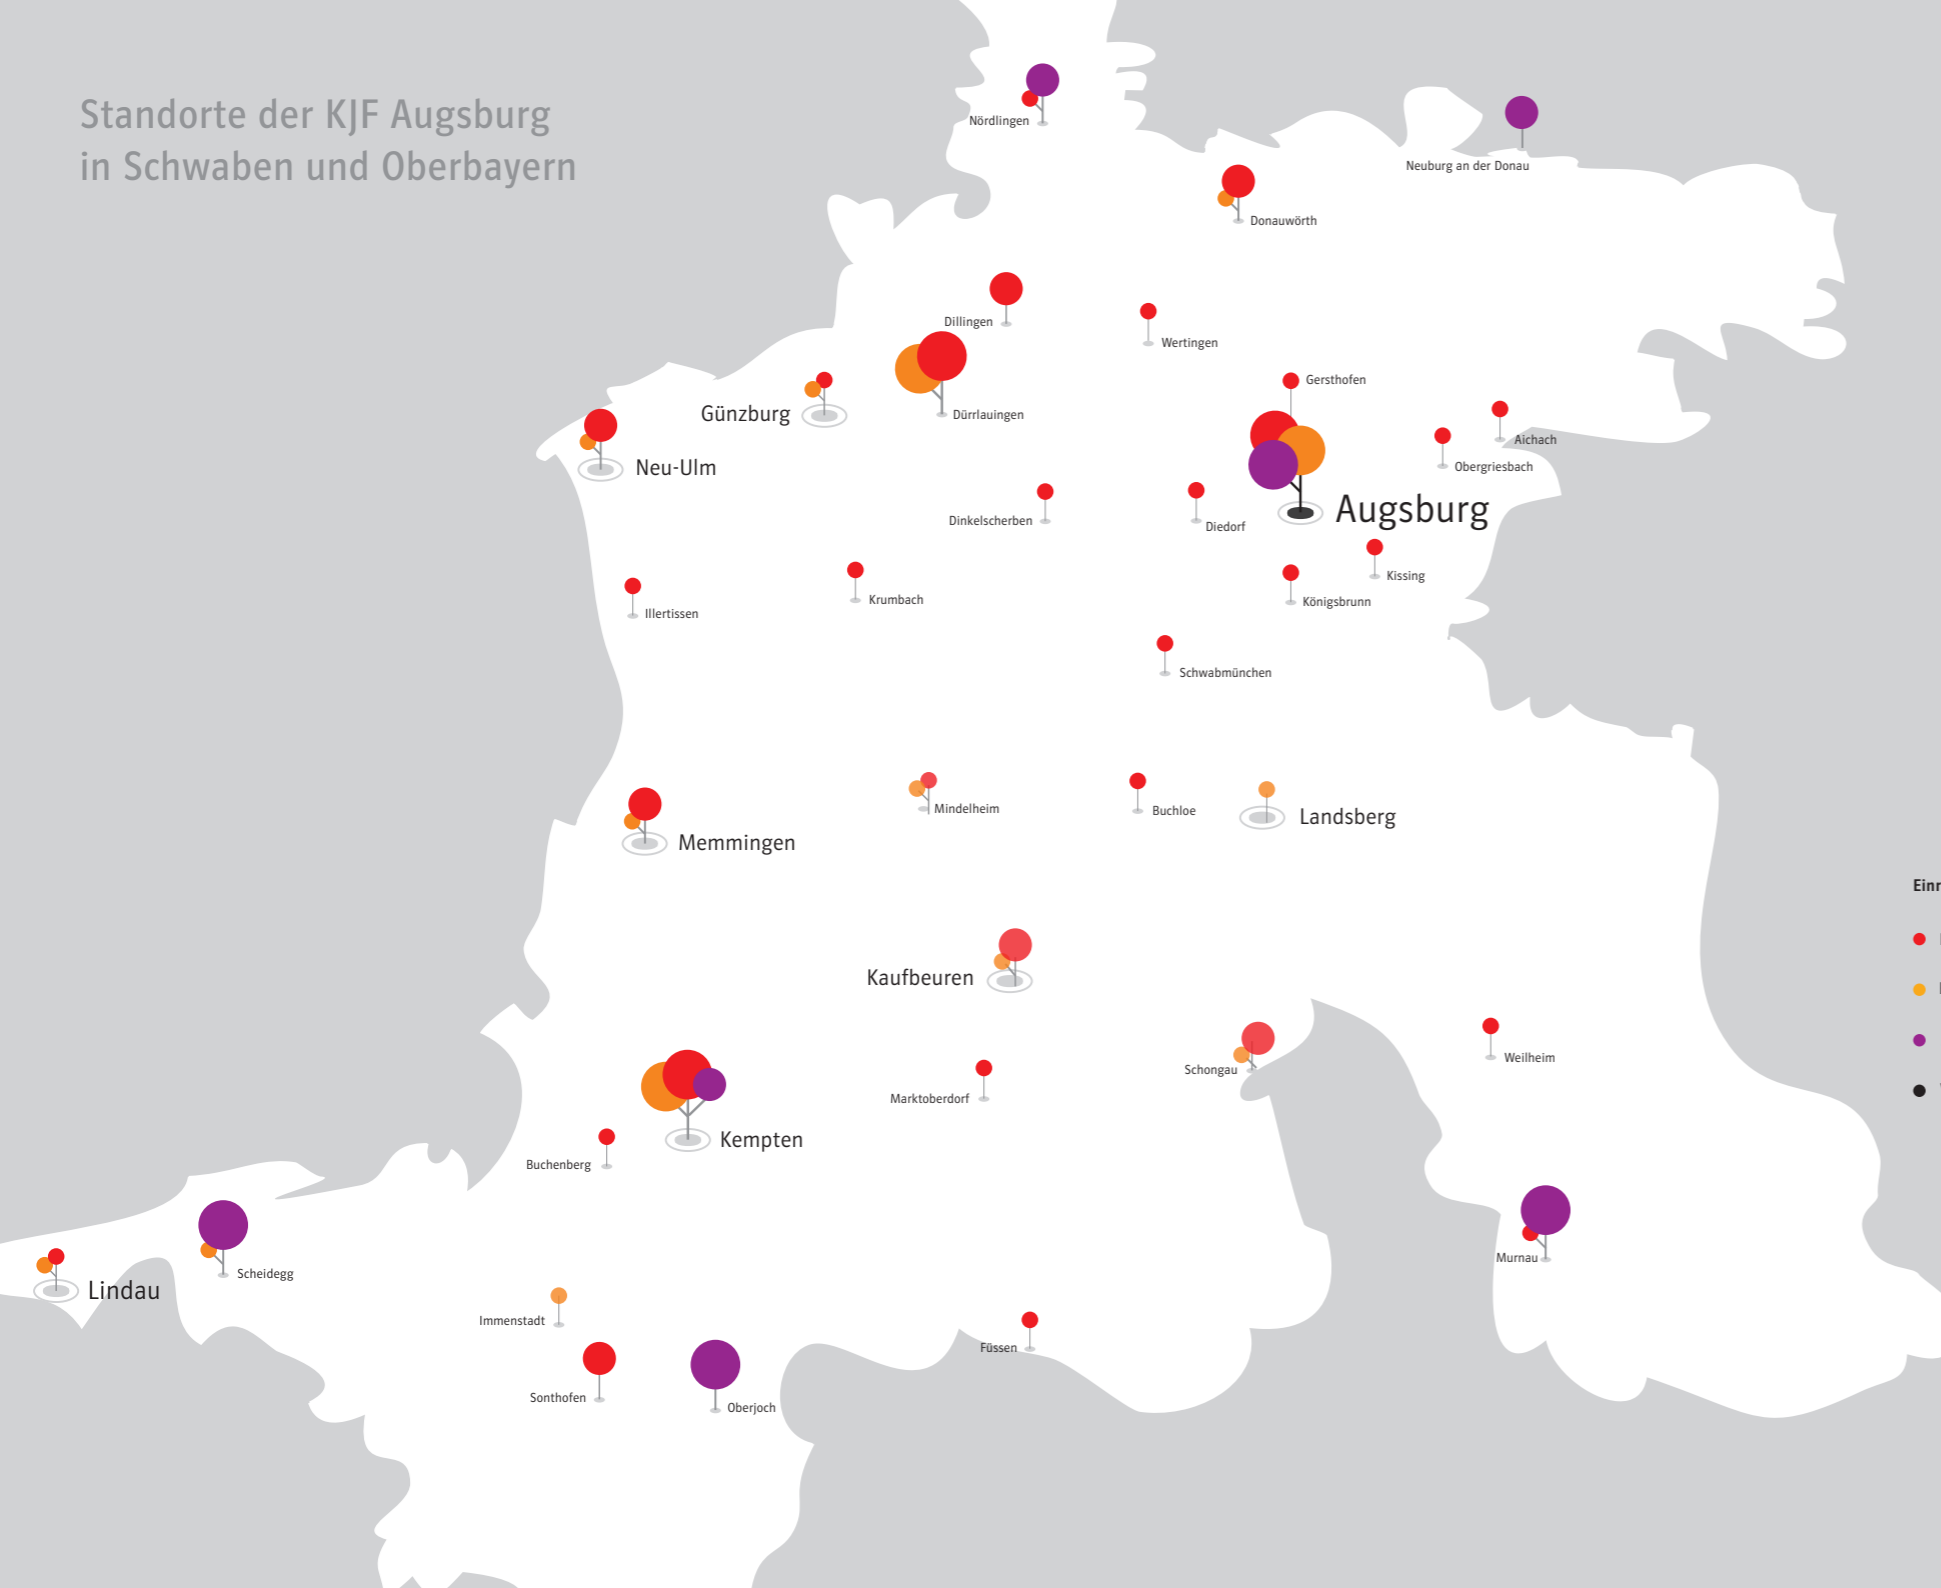 Standorte der KJF Augsburg
in Schwaben und Oberbayern
Nördlingen
Neuburg an der Donau
Donauwörth
Dillingen
Wertingen
Gersthofen
Günzburg
Dürrlauingen
Aichach
Neu-Ulm
Obergriesbach
Augsburg
Dinkelscherben
Diedorf
Kissing
Krumbach
Königsbrunn
Illertissen
Schwabmünchen
Mindelheim
Buchloe
Landsberg
Memmingen
Kaufbeuren
Weilheim
Schongau
Marktoberdorf
Kempten
Buchenberg
Murnau
Scheidegg
Lindau
Immenstadt
Füssen
Sonthofen
Oberjoch